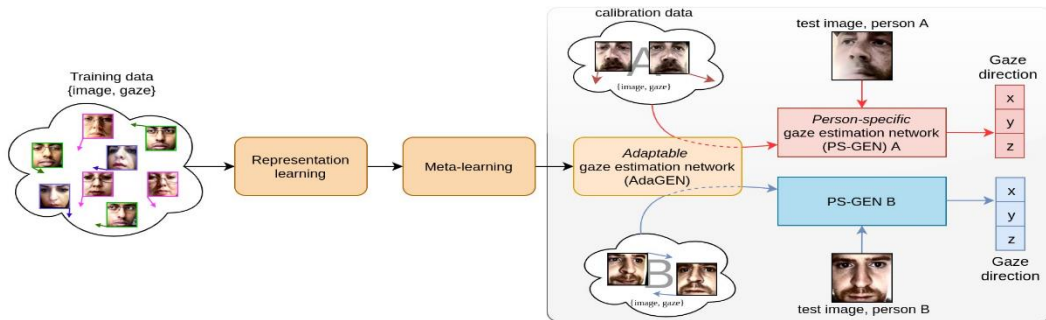 Training data
{image, gaze}
Representation
learning
Meta-learning
calibration data
A
{image, gaze}
Adaptable
gaze estimation network
(AdaGEN)
B
{image, gaze}
test image, person A
Person-specific
gaze estimation network
(PS-GEN) A
Gaze
direction
x
y
z
PS-GEN B
test image, person B
x
y
z
Gaze
direction